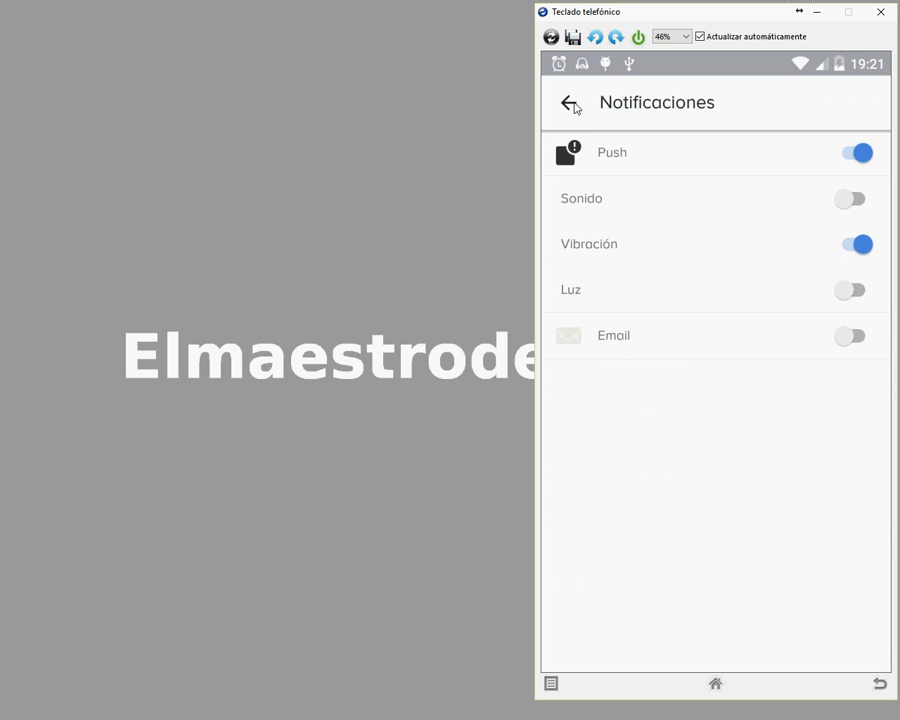 Teclado telefónico
46% Actualizar automáticamente
19:21
Notificaciones
Push
Sonido
Vibración
Luz
Elmaestrode
Email